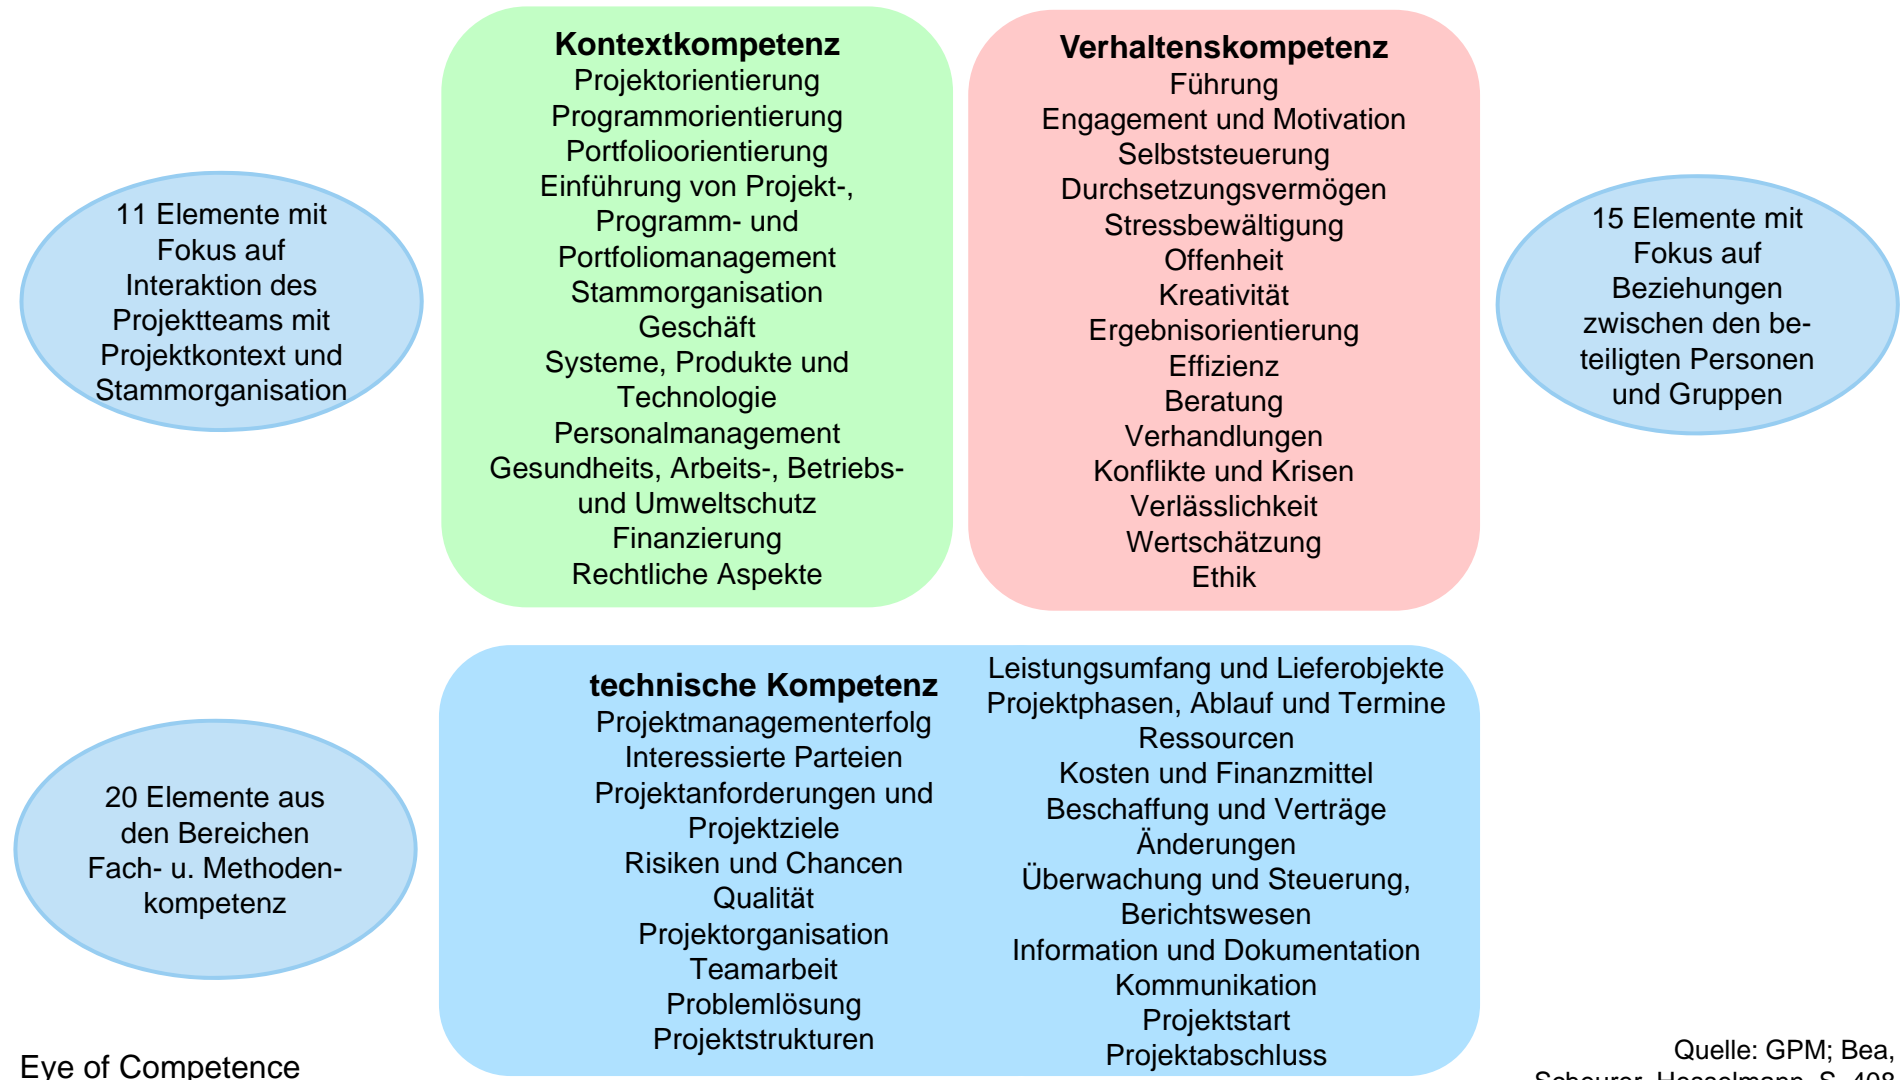 Kontextkompetenz
Projektorientierung
Programmorientierung
Portfolioorientierung
Einführung von Projekt-,
Programm- und
Portfoliomanagement
Stammorganisation
Geschäft
Systeme, Produkte und
Technologie
Personalmanagement
Gesundheits, Arbeits-, Betriebs-
und Umweltschutz
Finanzierung
Rechtliche Aspekte
Verhaltenskompetenz
Führung
Engagement und Motivation
Selbststeuerung
Durchsetzungsvermögen
Stressbewältigung
Offenheit
Kreativität
Ergebnisorientierung
Effizienz
Beratung
Verhandlungen
Konflikte und Krisen
Verlässlichkeit
Wertschätzung
Ethik
11 Elemente mit
Fokus auf
Interaktion des
Projektteams mit
Projektkontext und
Stammorganisation
15 Elemente mit
Fokus auf
Beziehungen
zwischen den be-
teiligten Personen
und Gruppen
20 Elemente aus
den Bereichen
Fach- u. Methoden-
kompetenz
technische Kompetenz
Projektmanagementerfolg
Interessierte Parteien
Projektanforderungen und
Projektziele
Risiken und Chancen
Qualität
Projektorganisation
Teamarbeit
Problemlösung
Projektstrukturen
Leistungsumfang und Lieferobjekte
Projektphasen, Ablauf und Termine
Ressourcen
Kosten und Finanzmittel
Beschaffung und Verträge
Änderungen
Überwachung und Steuerung,
Berichtswesen
Information und Dokumentation
Kommunikation
Projektstart
Projektabschluss
Eye of Competence
Quelle: GPM; Bea,
Scheurer, Hesselmann, S. 408